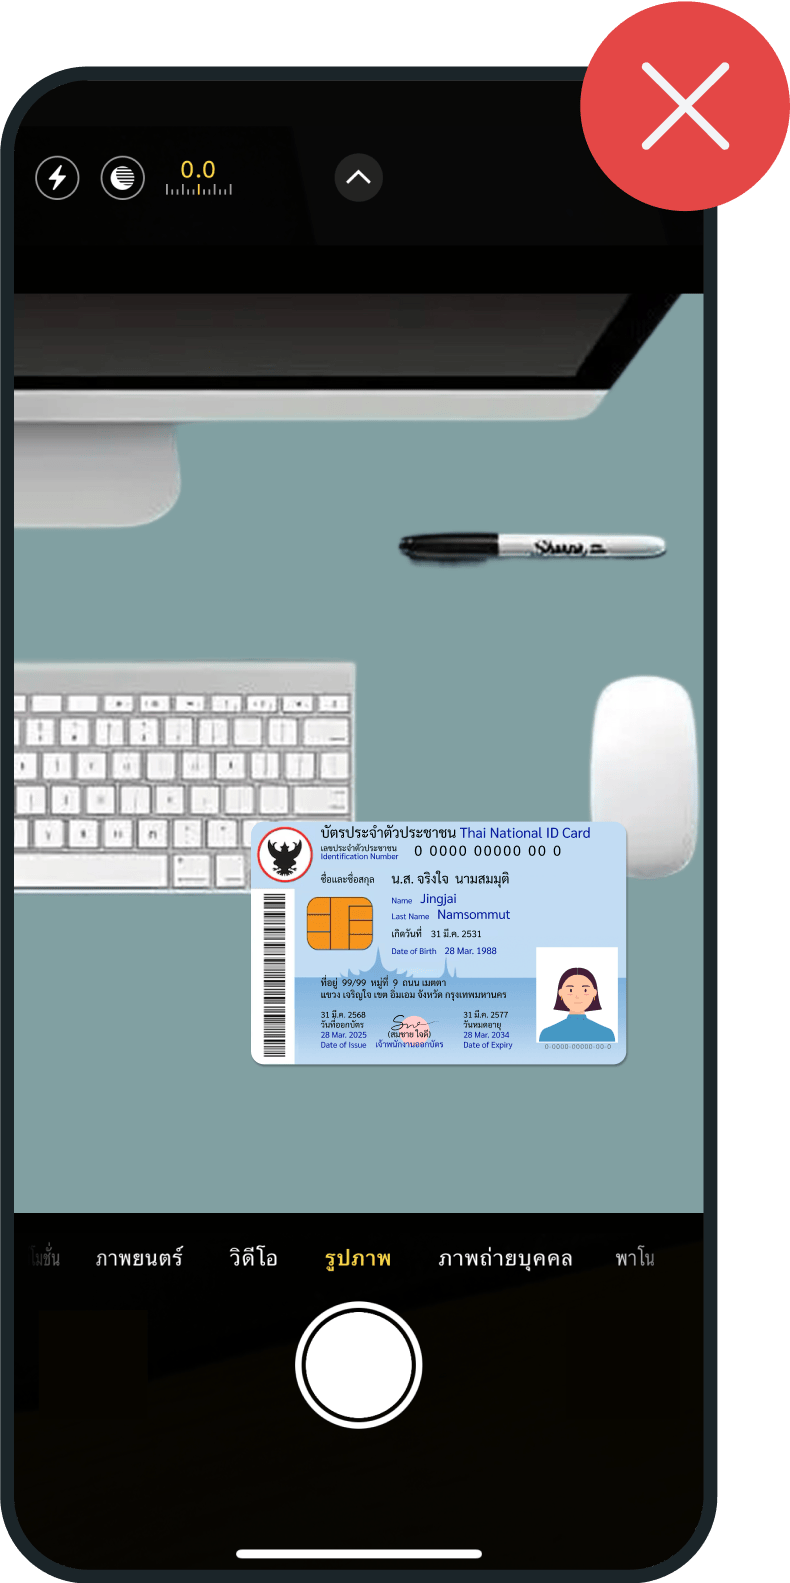 0.0
Sharpie
บัตรประจำตัวประชาชน Thai National ID Card
เลขประจำตัวประชาชน
Identification Number
0 0000 00000 00 0
ชื่อและชื่อสกุล น.ส. จริงใจ นามสมมุติ
Name Jingjai
Last Name Namsommut
เกิดวันที่ 31 มี.ค. 2531
Date of Birth 28 Mar. 1988
ที่อยู่ 99/99 หมู่ที่ 9 ถนน เมตตา
แขวง เจริญใจ เขต อิ่มเอม จังหวัด กรุงเทพมหานคร
31 มี.ค. 2568
วันที่ออกบัตร
28 Mar. 2025
Date of Issue
(สมชาย ใจดี)
เจ้าพนักงานออกบัตร
31 มี.ค. 2577
วันหมดอายุ
28 Mar. 2034
Date of Expiry
0-0000-00000-00-0
โมชั่น ภาพยนตร์ วิดีโอ รูปภาพ ภาพถ่ายบุคคล พาโน